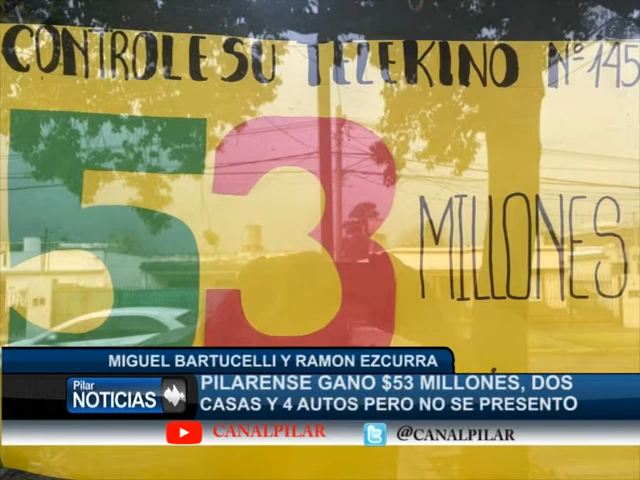 CONTROLE SU TELEKINO Nº 145
53
MILLONES
MIGUEL BARTUCELLI Y RAMON EZCURRA
Pilar
NOTICIAS
PILARENSE GANO $53 MILLONES, DOS
CASAS Y 4 AUTOS PERO NO SE PRESENTO
CANALPILAR
@CANALPILAR